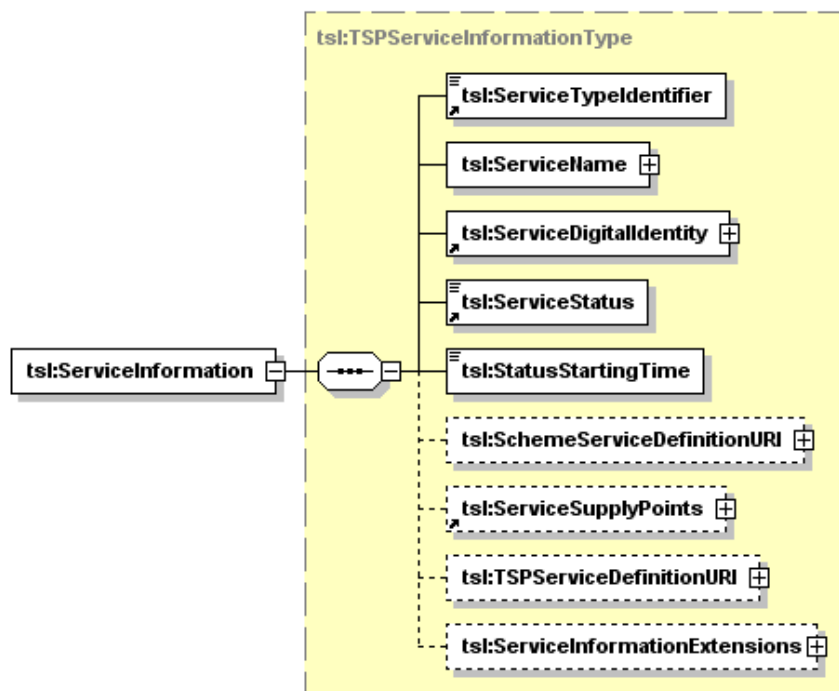 tsl:TSPServiceInformationType
tsl:ServiceTypeIdentifier
tsl:ServiceName
tsl:ServiceDigitalIdentity
tsl:ServiceStatus
tsl:ServiceInformation
tsl:StatusStartingTime
tsl:SchemeServiceDefinitionURI
tsl:ServiceSupplyPoints
tsl:TSPServiceDefinitionURI
tsl:ServiceInformationExtensions